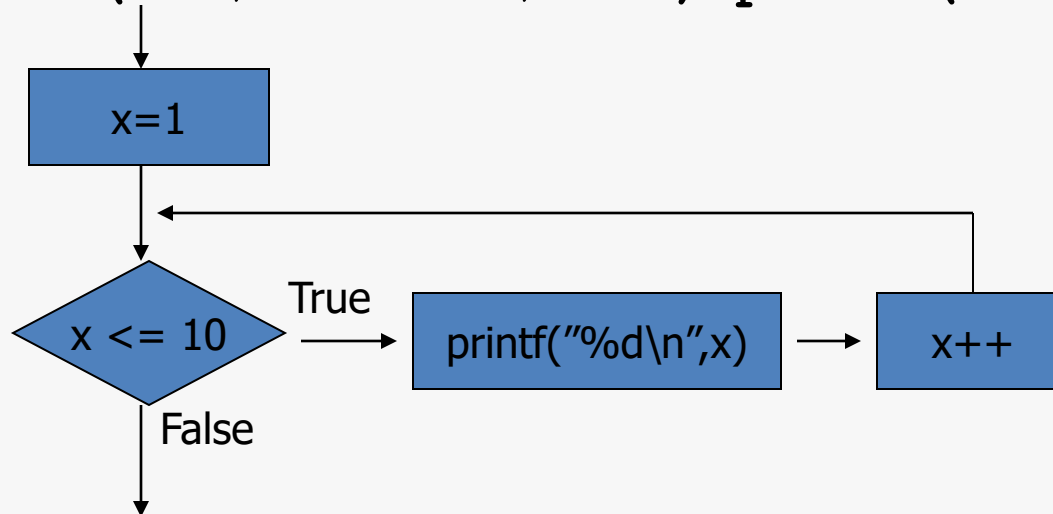 x=1
True
x <= 10
printf("%d\n",x)
x++
False